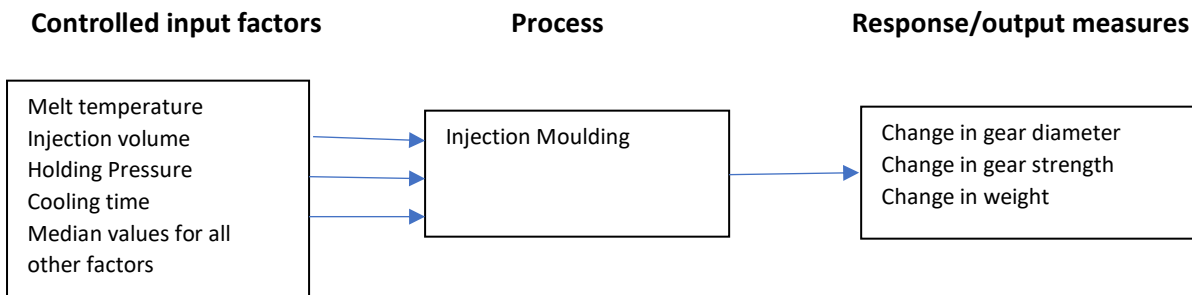 Controlled input factors
Process
Response/output measures
Melt temperature
Injection volume
Holding Pressure
Cooling time
Median values for all
other factors
Injection Moulding
Change in gear diameter
Change in gear strength
Change in weight